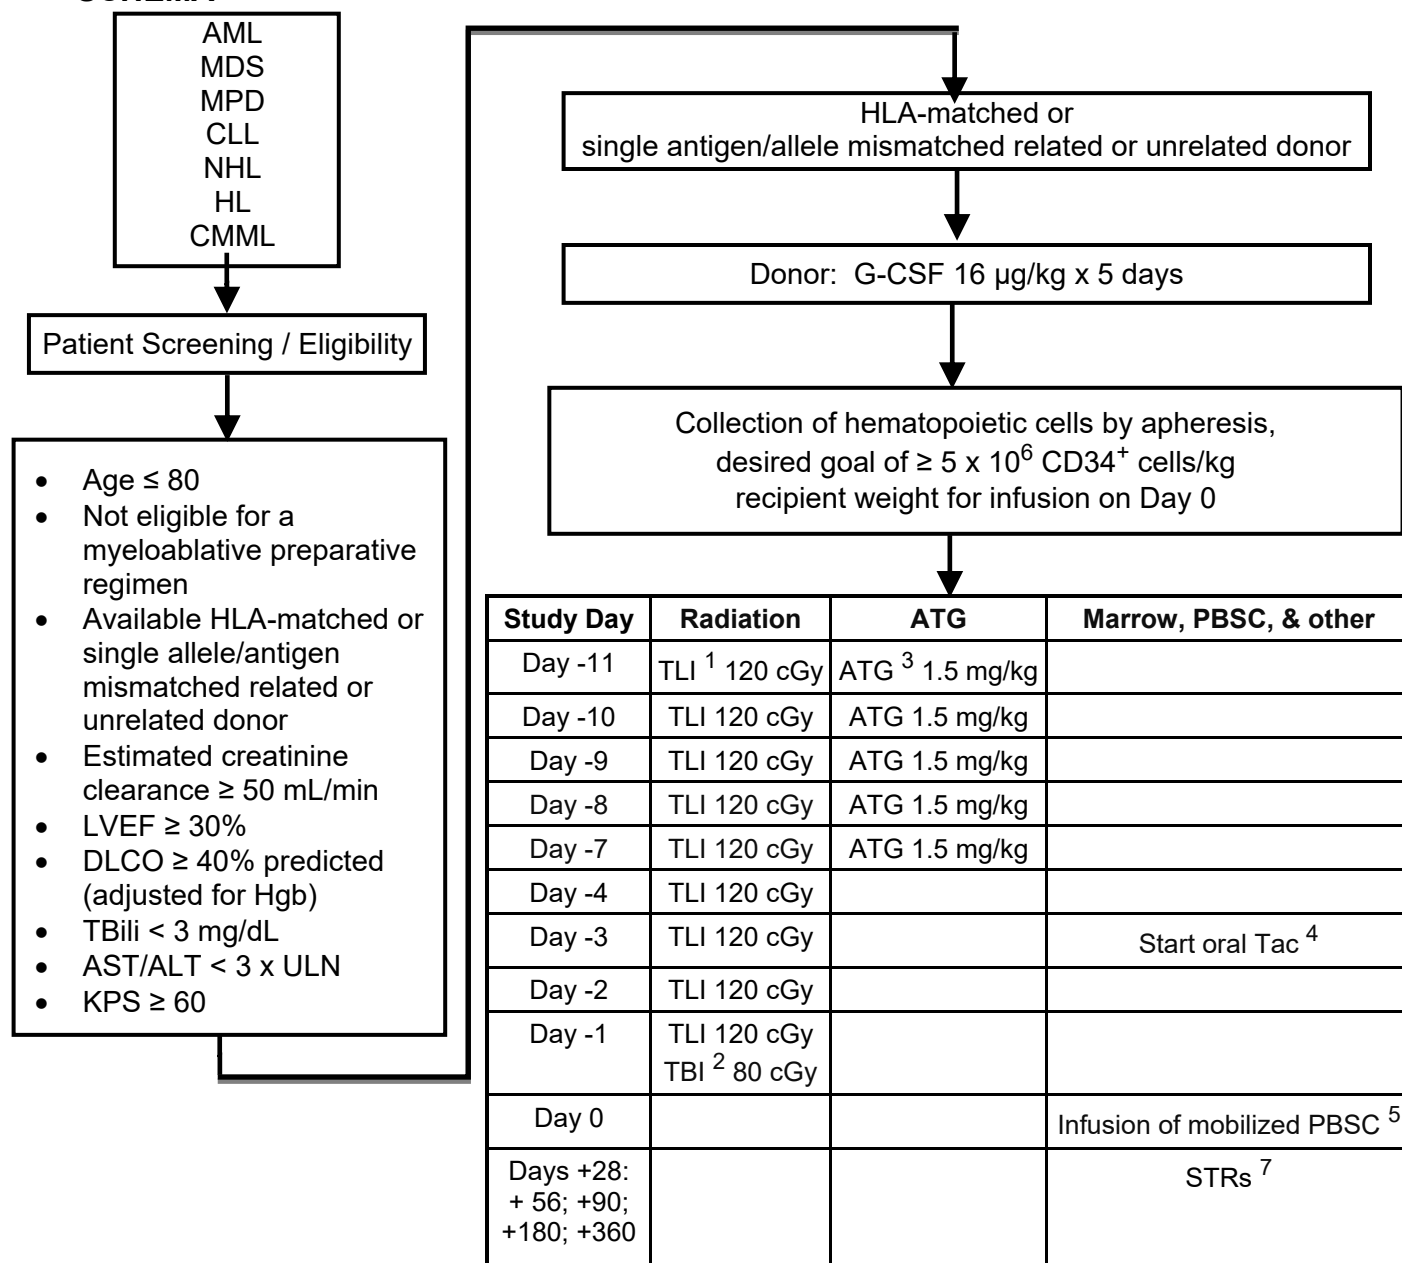 SCHEMA
AML
MDS
MPD
CLL
NHL
HL
CMML
Patient Screening / Eligibility
• Age ≤ 80
• Not eligible for a
myeloablative preparative
regimen
• Available HLA-matched or
single allele/antigen
mismatched related or
unrelated donor
• Estimated creatinine
clearance ≥ 50 mL/min
• LVEF ≥ 30%
• DLCO ≥ 40% predicted
(adjusted for Hgb)
• TBili < 3 mg/dL
• AST/ALT < 3 x ULN
• KPS ≥ 60
HLA-matched or
single antigen/allele mismatched related or unrelated donor
Donor: G-CSF 16 µg/kg x 5 days
Collection of hematopoietic cells by apheresis,
desired goal of ≥ 5 x 10⁶ CD34⁺ cells/kg
recipient weight for infusion on Day 0
Study Day Radiation ATG Marrow, PBSC, & other
Day -11 TLI ¹ 120 cGy ATG ³ 1.5 mg/kg
Day -10 TLI 120 cGy ATG 1.5 mg/kg
Day -9 TLI 120 cGy ATG 1.5 mg/kg
Day -8 TLI 120 cGy ATG 1.5 mg/kg
Day -7 TLI 120 cGy ATG 1.5 mg/kg
Day -4 TLI 120 cGy
Day -3 TLI 120 cGy Start oral Tac ⁴
Day -2 TLI 120 cGy
Day -1 TLI 120 cGy
TBI ² 80 cGy
Day 0 Infusion of mobilized PBSC ⁵
Days +28: STRs ⁷
+ 56; +90;
+180; +360